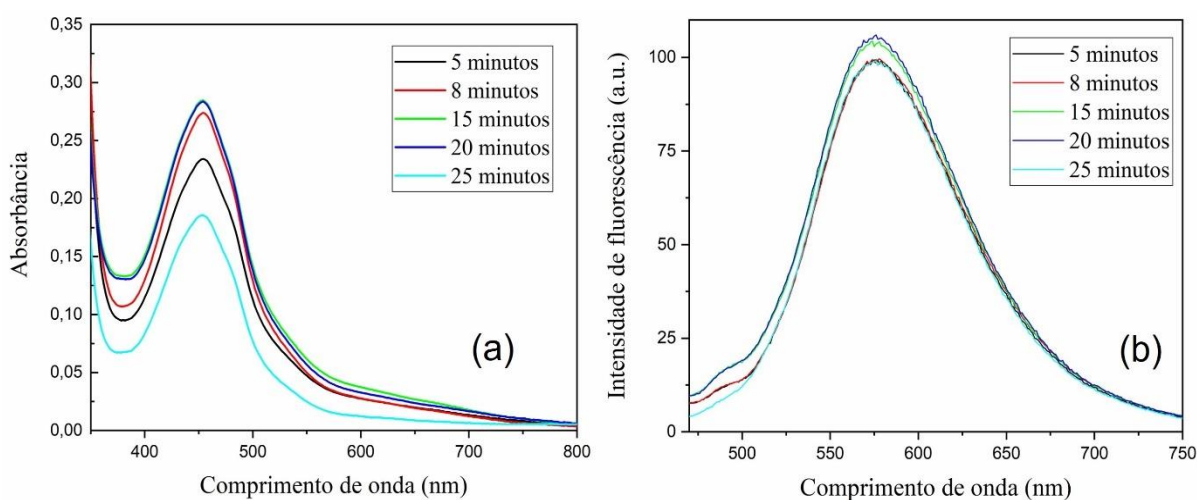 0,35
0,30
0,25
0,20
0,15
0,10
0,05
0,00
Absorbância
5 minutos
8 minutos
15 minutos
20 minutos
25 minutos
(a)
400 500 600 700 800
Comprimento de onda (nm)
100
75
50
25
0
Intensidade de fluorescência (a.u.)
5 minutos
8 minutos
15 minutos
20 minutos
25 minutos
(b)
500 550 600 650 700 750
Comprimento de onda (nm)